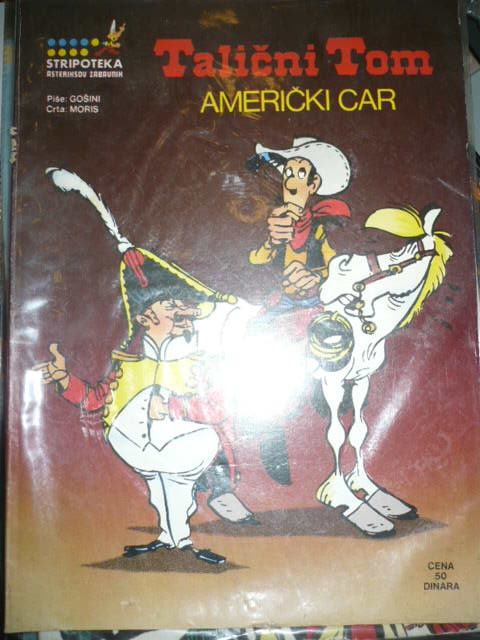 STRIPOTEKA
ASTERIKSOV ZABAVNIK
Talični Tom
AMERIČKI CAR
Piše: GOŠINI
Crta: MORIS
CENA
50
DINARA